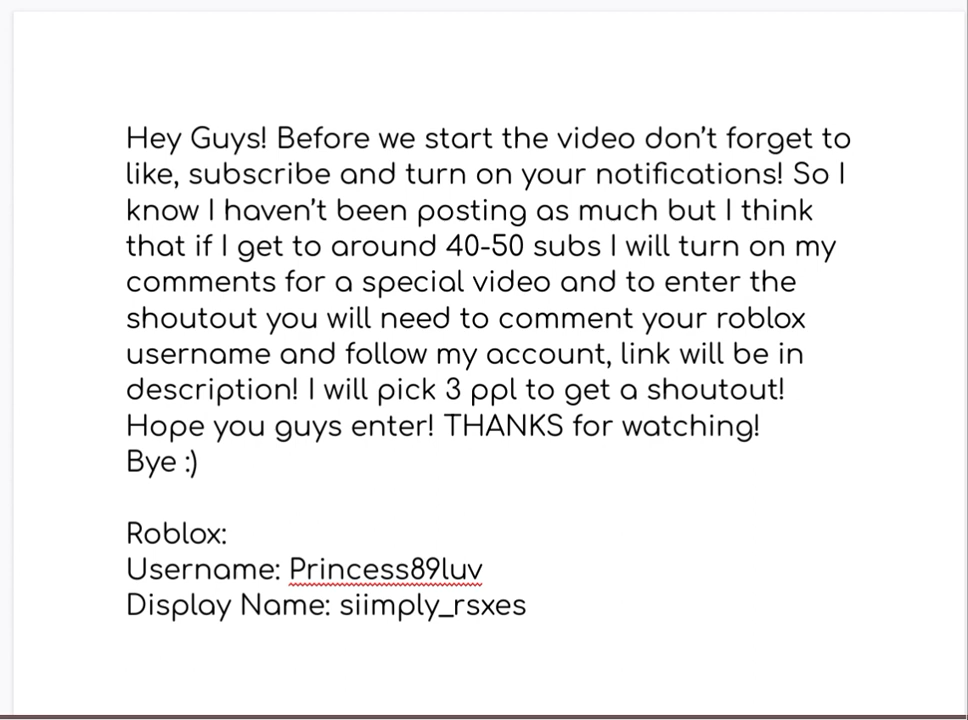 Hey Guys! Before we start the video don't forget to
like, subscribe and turn on your notifications! So I
know I haven't been posting as much but I think
that if I get to around 40-50 subs I will turn on my
comments for a special video and to enter the
shoutout you will need to comment your roblox
username and follow my account, link will be in
description! I will pick 3 ppl to get a shoutout!
Hope you guys enter! THANKS for watching!
Bye :)
Roblox:
Username: Princess89luv
Display Name: siimply_rsxes